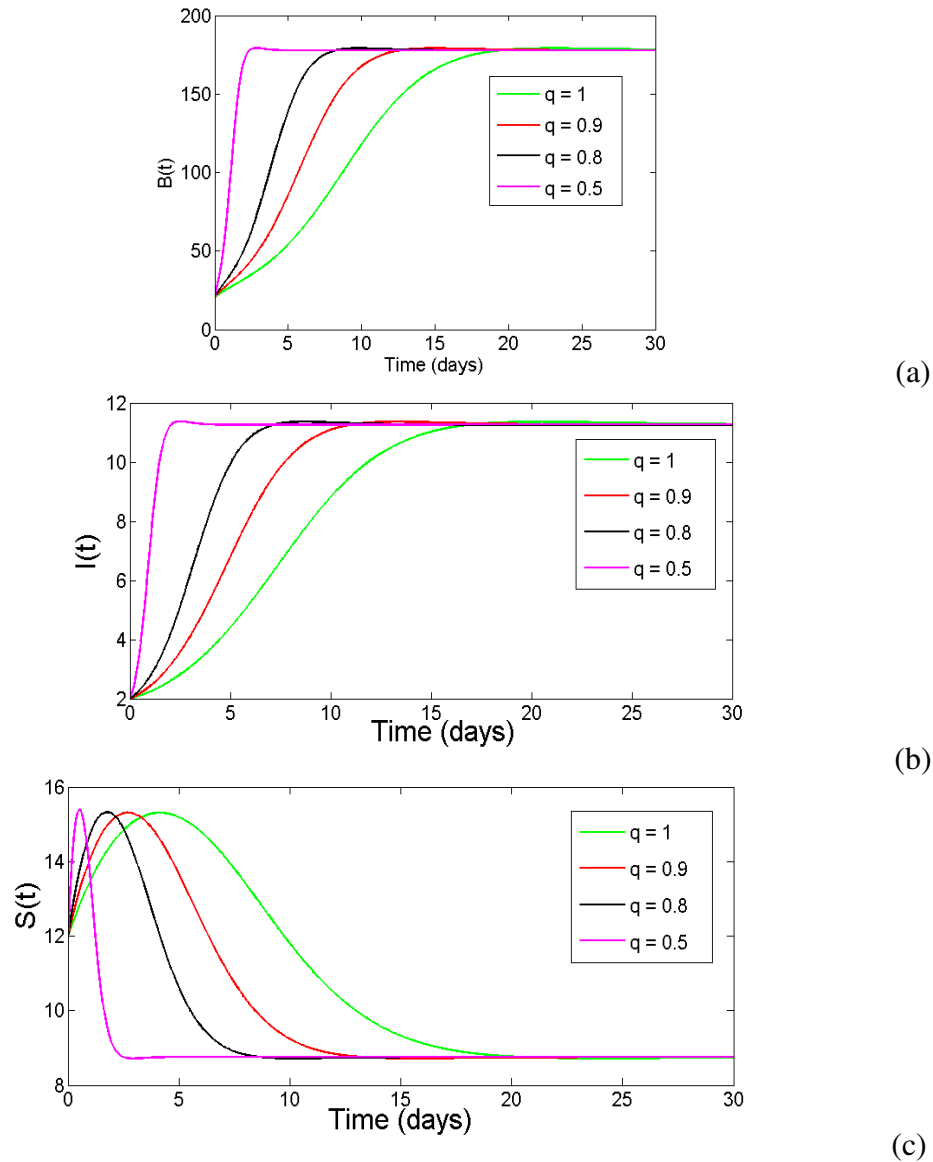 200
150
100
50
0
B(t)
q = 1
q = 0.9
q = 0.8
q = 0.5
0 5 10 15 20 25 30
Time (days)
(a)
12
10
8
6
4
2
I(t)
q = 1
q = 0.9
q = 0.8
q = 0.5
0 5 10 15 20 25 30
Time (days)
(b)
16
14
12
10
8
S(t)
q = 1
q = 0.9
q = 0.8
q = 0.5
0 5 10 15 20 25 30
Time (days)
(c)